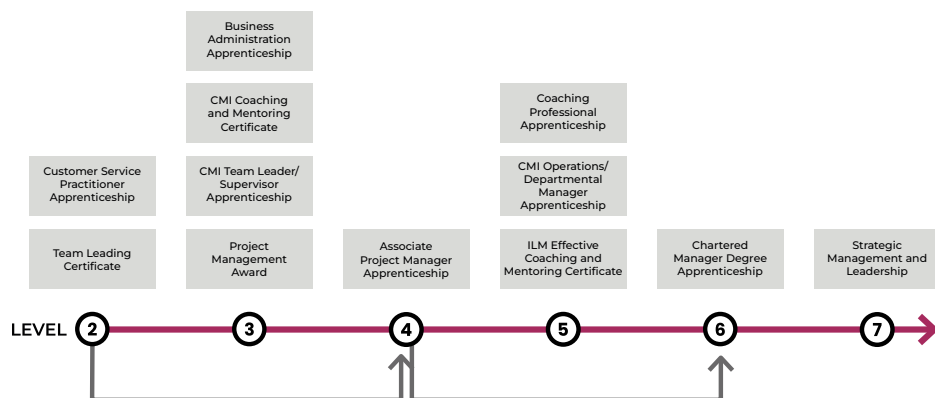 Business
Administration
Apprenticeship
CMI Coaching
and Mentoring
Certificate
Coaching
Professional
Apprenticeship
Customer Service
Practitioner
Apprenticeship
CMI Team Leader/
Supervisor
Apprenticeship
CMI Operations/
Departmental
Manager
Apprenticeship
Team Leading
Certificate
Project
Management
Award
Associate
Project Manager
Apprenticeship
ILM Effective
Coaching and
Mentoring Certificate
Chartered
Manager Degree
Apprenticeship
Strategic
Management and
Leadership
LEVEL 2 3 4 5 6 7